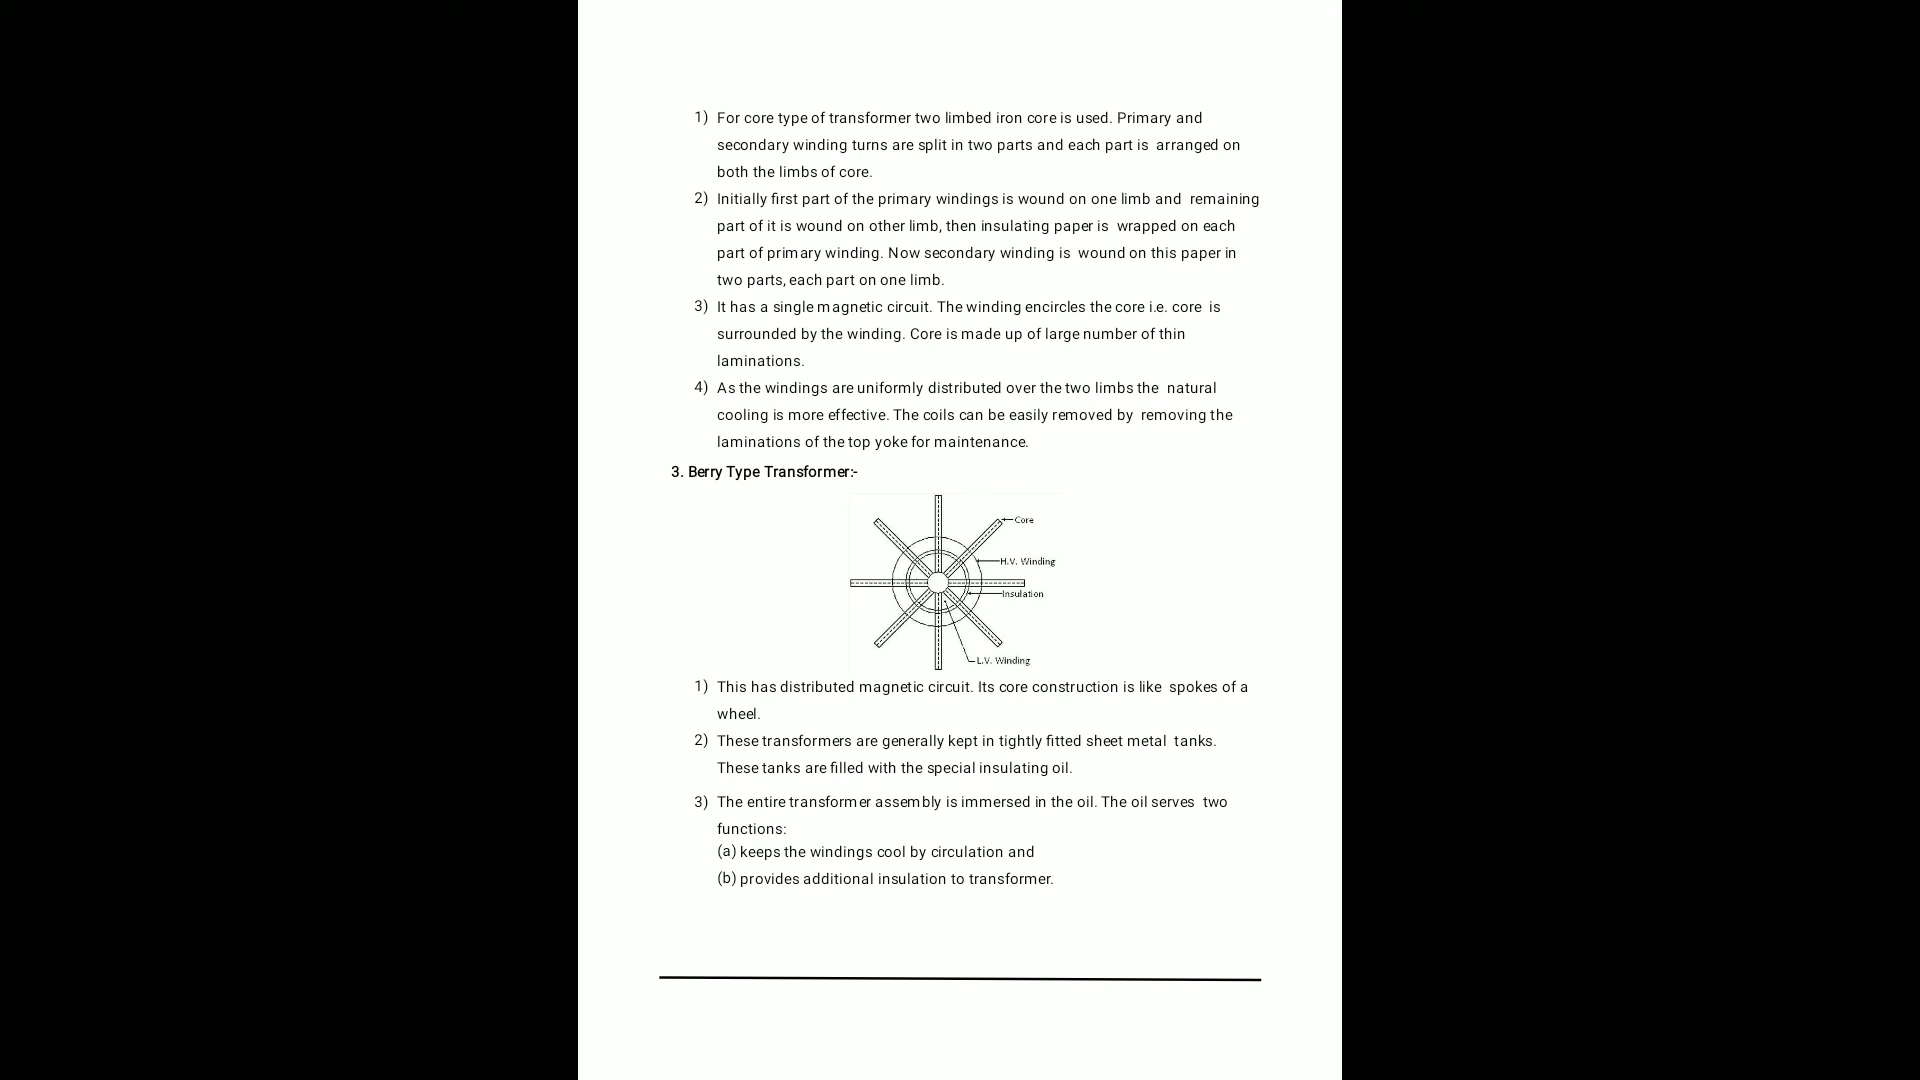 1) For core type of transformer two limbed iron core is used. Primary and
secondary winding turns are split in two parts and each part is arranged on
both the limbs of core.
2) Initially first part of the primary windings is wound on one limb and remaining
part of it is wound on other limb, then insulating paper is wrapped on each
part of primary winding. Now secondary winding is wound on this paper in
two parts, each part on one limb.
3) It has a single magnetic circuit. The winding encircles the core i.e. core is
surrounded by the winding. Core is made up of large number of thin
laminations.
4) As the windings are uniformly distributed over the two limbs the natural
cooling is more effective. The coils can be easily removed by removing the
laminations of the top yoke for maintenance.
3. Berry Type Transformer:-
Core
H.V. Winding
Insulation
L.V. Winding
1) This has distributed magnetic circuit. Its core construction is like spokes of a
wheel.
2) These transformers are generally kept in tightly fitted sheet metal tanks.
These tanks are filled with the special insulating oil.
3) The entire transformer assembly is immersed in the oil. The oil serves two
functions:
(a) keeps the windings cool by circulation and
(b) provides additional insulation to transformer.